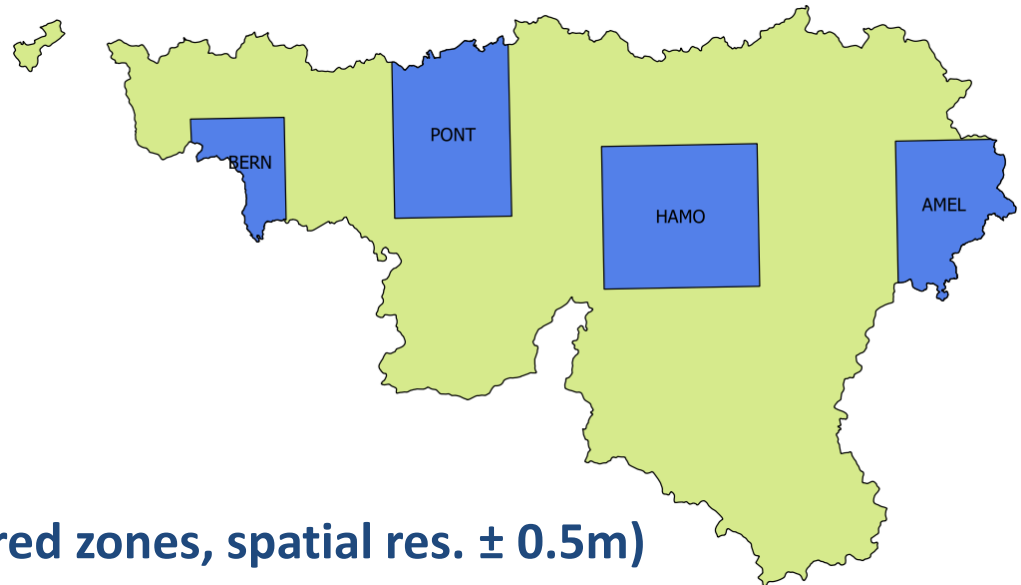 PONT
BERN
AMEL
HAMO
red zones, spatial res. ± 0.5m)